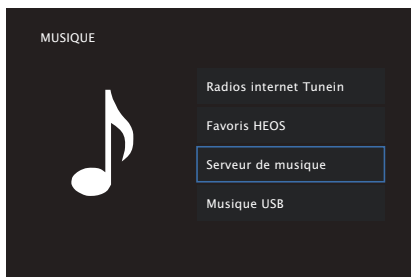 MUSIQUE
Radios internet Tunein
Favoris HEOS
Serveur de musique
Musique USB